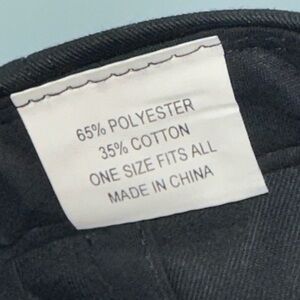 65% POLYESTER
35% COTTON
ONE SIZE FITS ALL
MADE IN CHINA